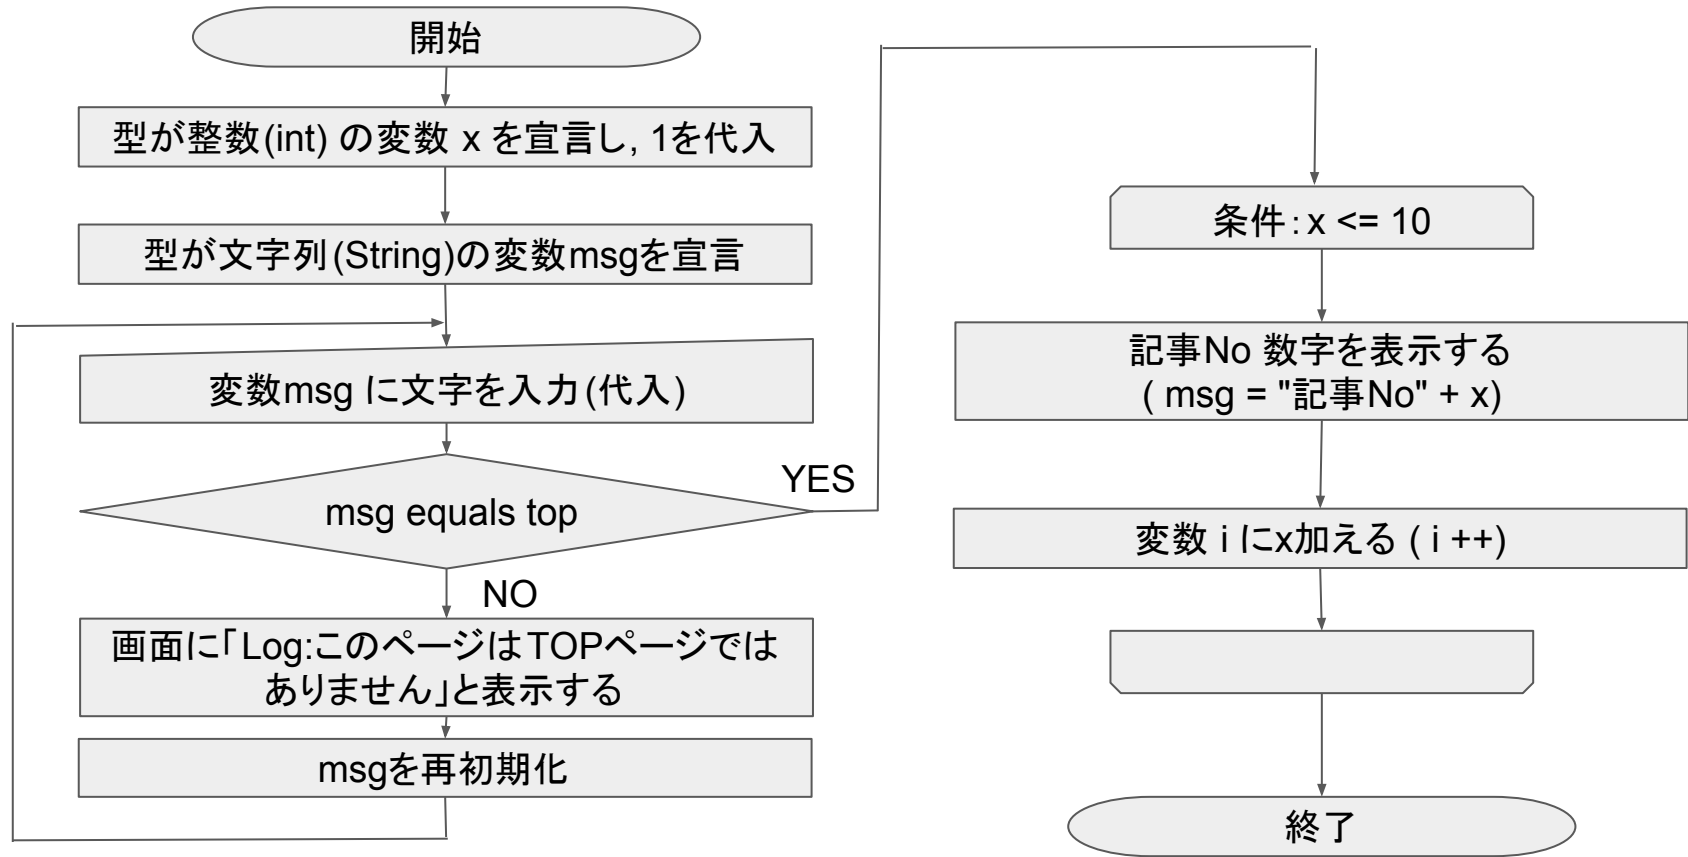 開始
型が整数(int) の変数 x を宣言し, 1を代入
型が文字列(String)の変数msgを宣言
変数msg に文字を入力(代入)
msg equals top
YES
NO
画面に「Log:このページはTOPページでは
ありません」と表示する
msgを再初期化
条件：x <= 10
記事No 数字を表示する
( msg = "記事No" + x)
変数 i にx加える ( i ++)
終了